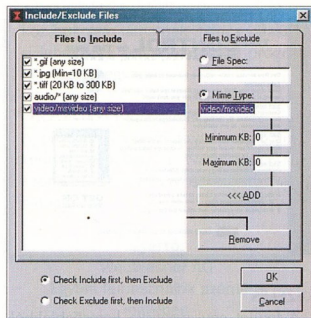 Include/Exclude Files
Files to Include
Files to Exclude
*.gif (any size)
*.jpg (Min=10 KB)
*.tiff (20 KB to 300 KB)
audio/* (any size)
video/msvideo (any size)
File Spec:
Mime Type:
video/msvideo
Minimum KB: 0
Maximum KB: 0
<<< ADD
Remove
Check Include first, then Exclude
Check Exclude first, then Include
OK
Cancel